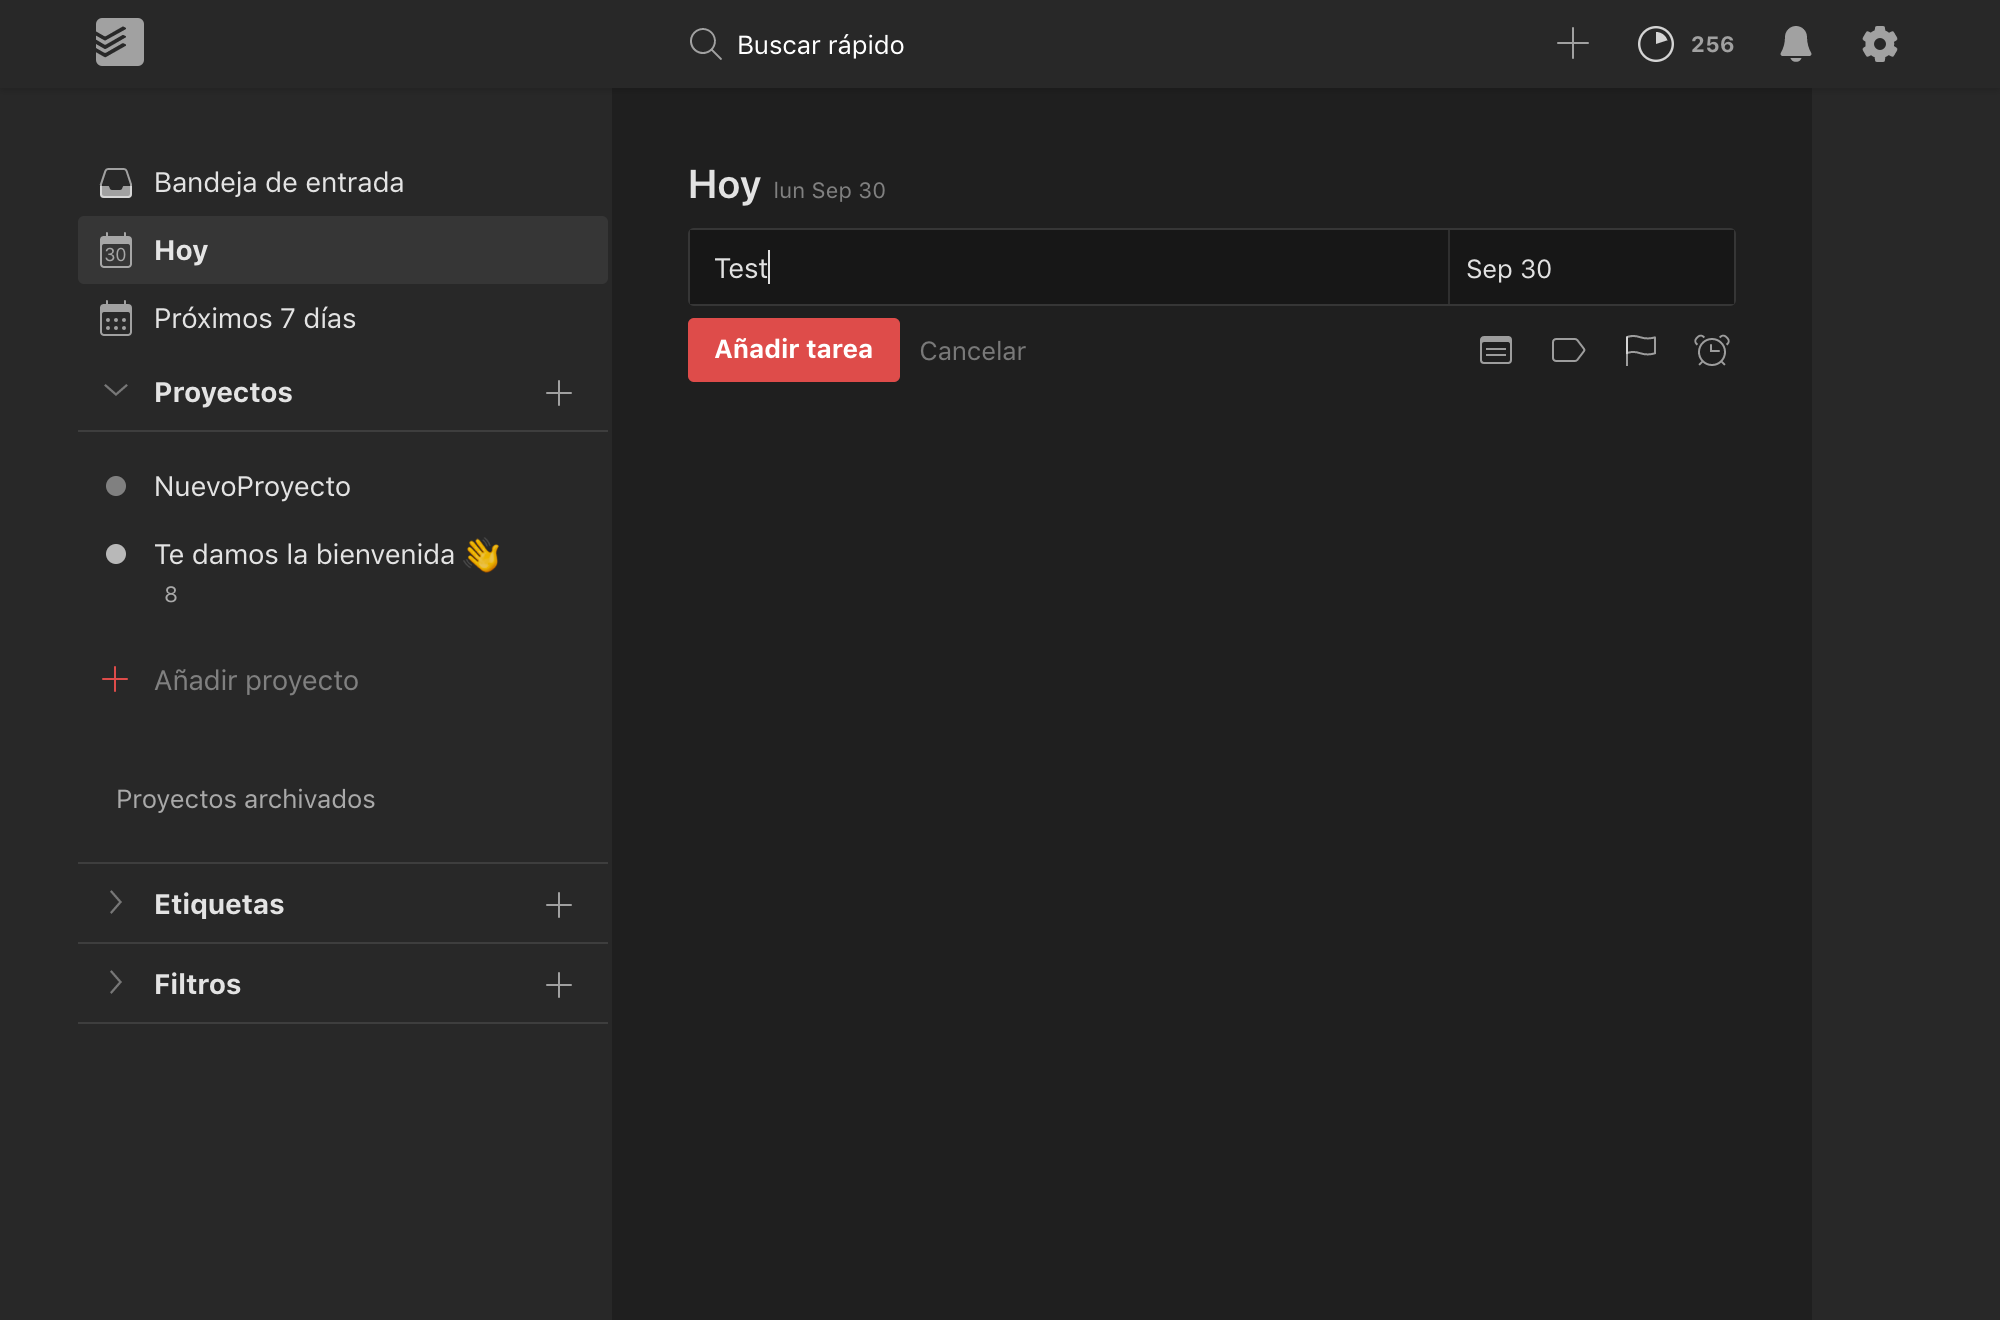 Buscar rápido
256
Bandeja de entrada
30
Hoy
Próximos 7 días
Proyectos
NuevoProyecto
Te damos la bienvenida 👋
8
Añadir proyecto
Proyectos archivados
Etiquetas
Filtros
Hoy lun Sep 30
Test
Sep 30
Añadir tarea
Cancelar